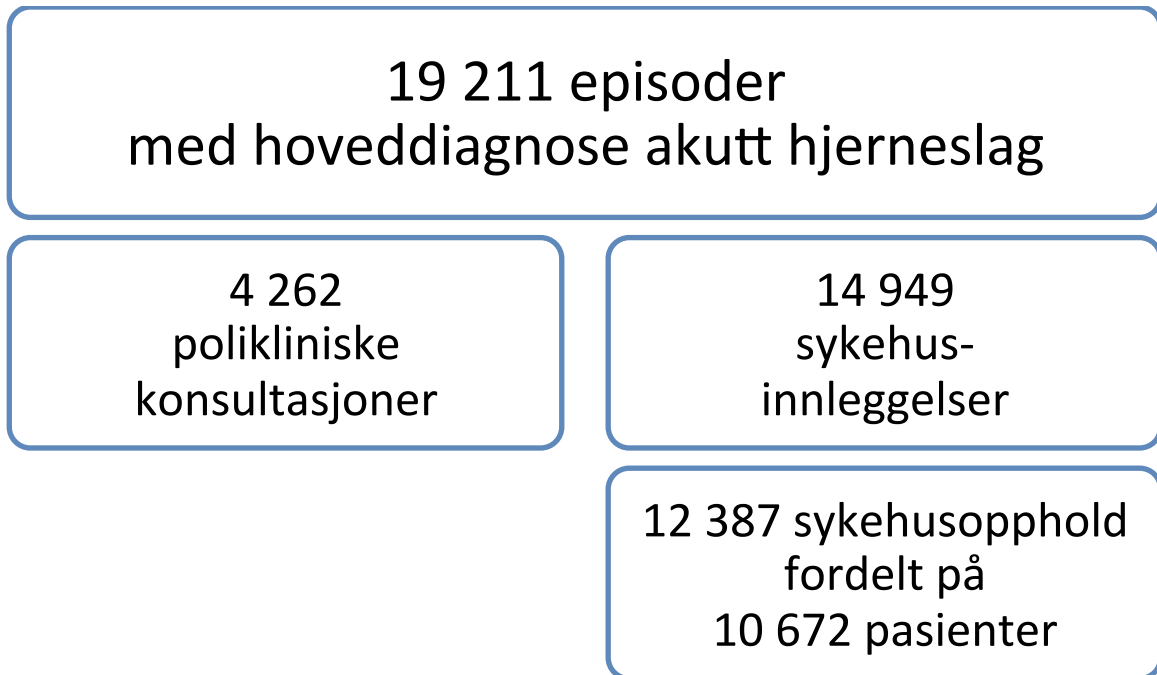 19 211 episoder
med hoveddiagnose akutt hjerneslag
4 262
polikliniske
konsultasjoner
14 949
sykehus-
innleggelser
12 387 sykehusopphold
fordelt på
10 672 pasienter